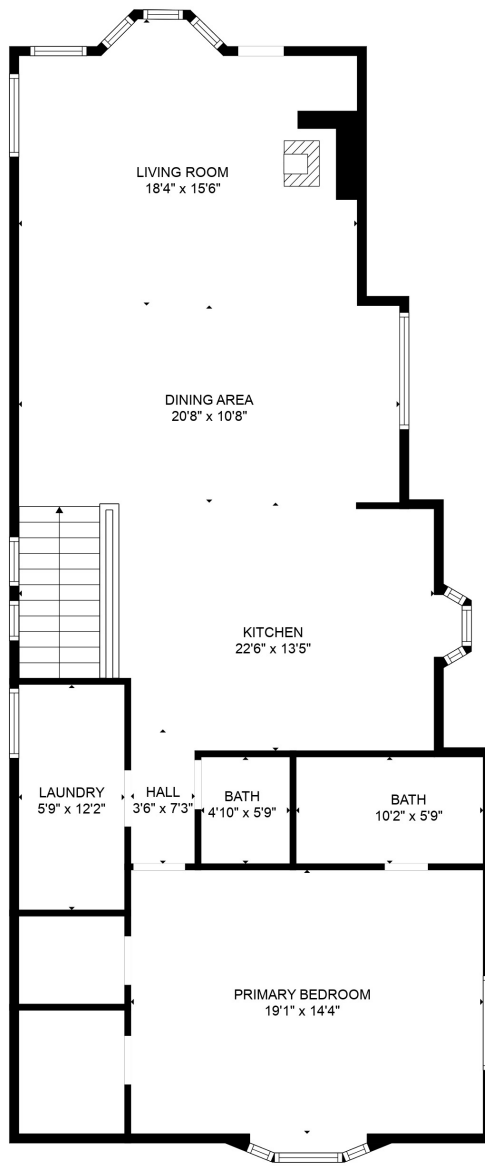 LIVING ROOM
18'4" x 15'6"
DINING AREA
20'8" x 10'8"
KITCHEN
22'6" x 13'5"
LAUNDRY
5'9" x 12'2"
HALL
3'6" x 7'3"
BATH
4'10" x 5'9"
BATH
10'2" x 5'9"
PRIMARY BEDROOM
19'1" x 14'4"